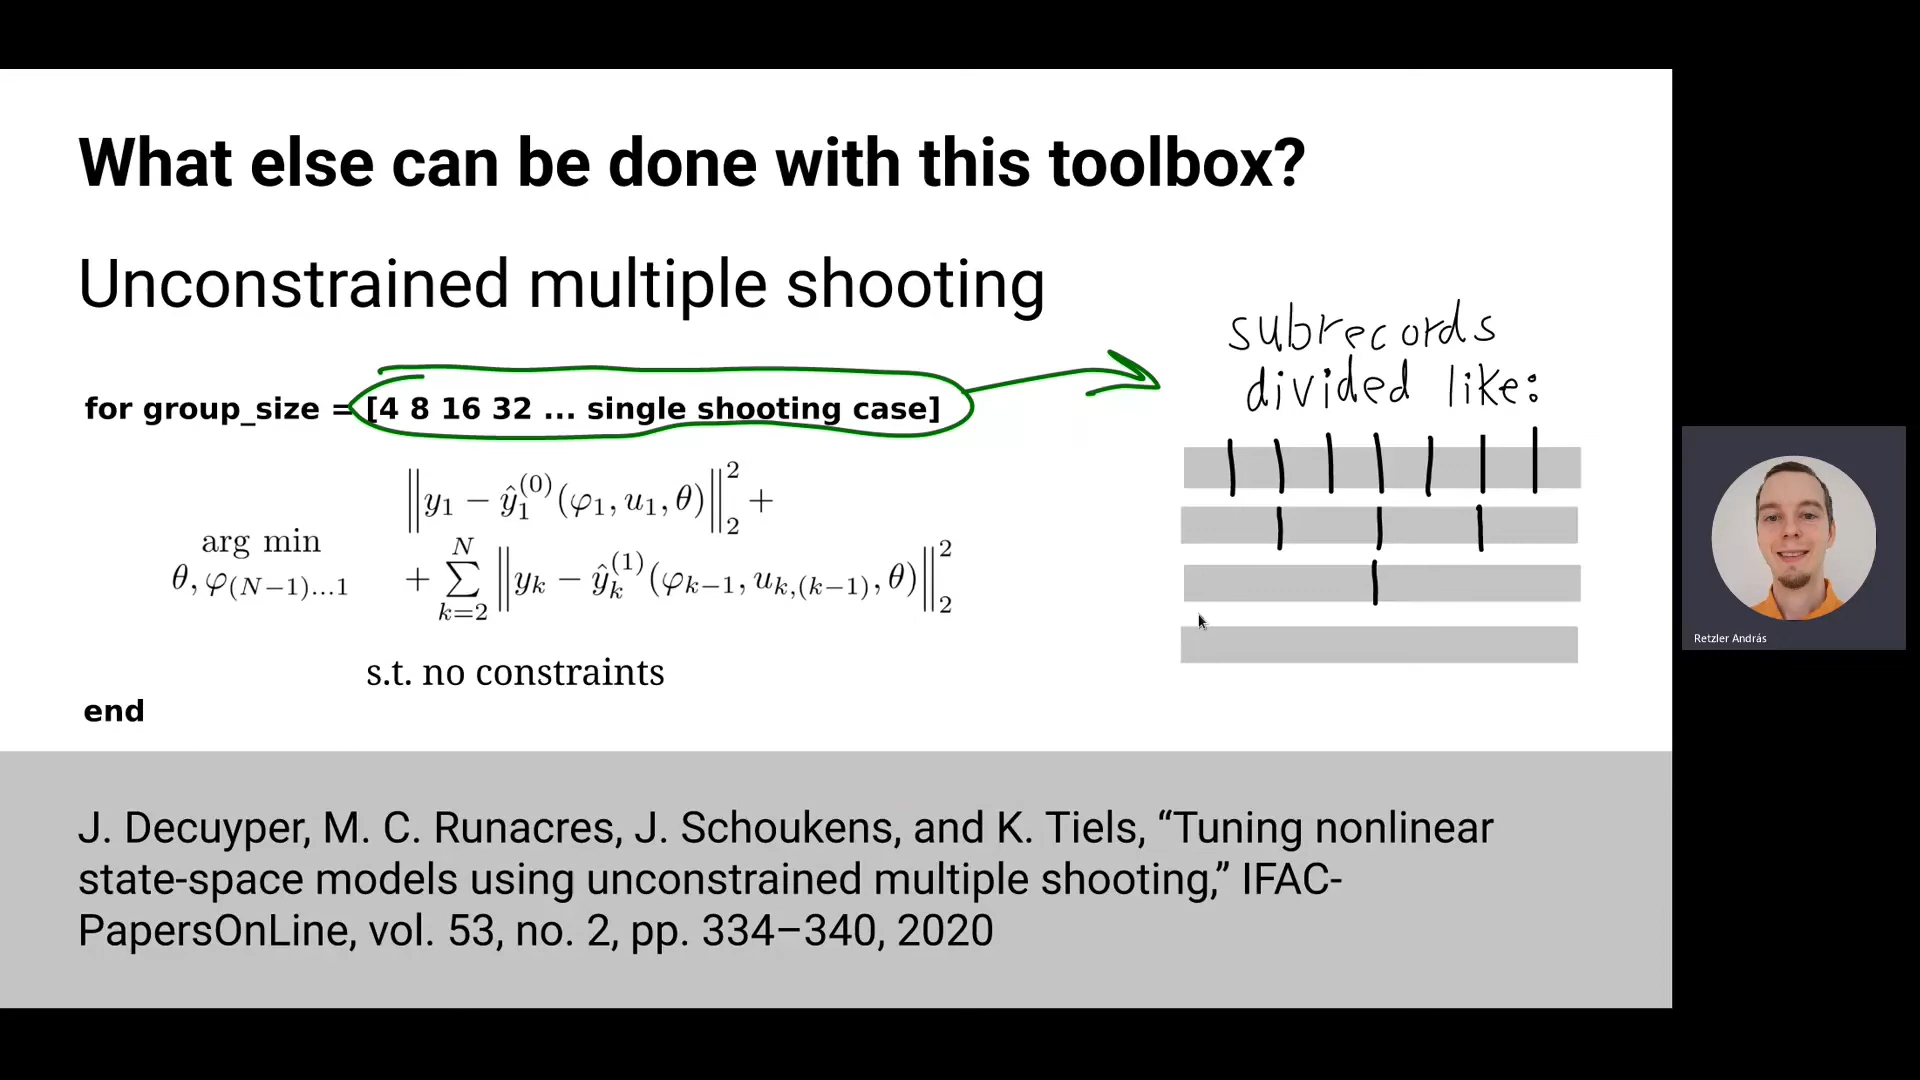 What else can be done with this toolbox?
Unconstrained multiple shooting
subrecords
divided like:
for group_size = [4 8 16 32 ... single shooting case]
‖y₁ − ŷ₁⁽⁰⁾(φ₁, u₁, θ)‖₂² +
arg min
θ, φ₍N−1₎…₁
+ ∑ₖ₌₂ᴺ ‖yₖ − ŷₖ⁽¹⁾(φₖ₋₁, uₖ,₍ₖ₋₁₎, θ)‖₂²
s.t. no constraints
end
J. Decuyper, M. C. Runacres, J. Schoukens, and K. Tiels, “Tuning nonlinear
state-space models using unconstrained multiple shooting,” IFAC-
PapersOnLine, vol. 53, no. 2, pp. 334–340, 2020
Retzler András